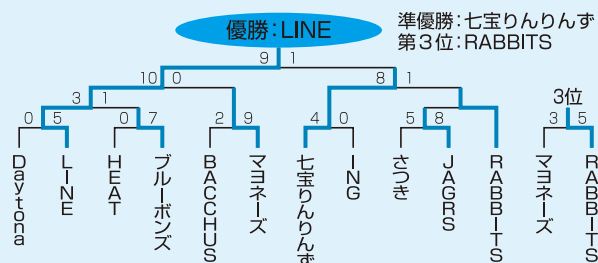 優勝：LINE
準優勝：七宝りんりんず
第3位：RABBITS
9 1
10 0 8 1
3 1 3位
0 5 0 7 2 9 4 0 5 8 3 5
Daytona
LINE
HEAT
ブルーボンズ
BACCHUS
マヨネーズ
七宝りんりんず
ING
さつき
JAGRS
RABBITS
マヨネーズ
RABBITS